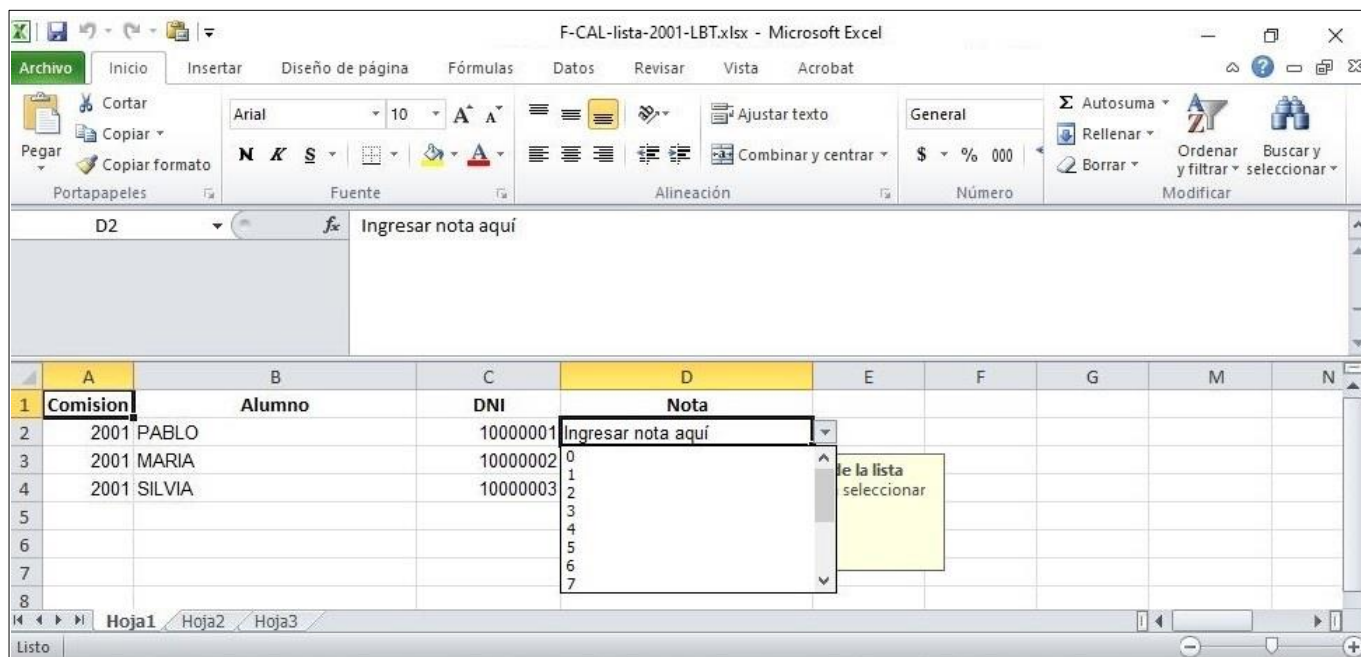 F-CAL-lista-2001-LBT.xlsx - Microsoft Excel
Archivo Inicio Insertar Diseño de página Fórmulas Datos Revisar Vista Acrobat
Pegar
Cortar
Copiar
Copiar formato
Portapapeles
Arial 10
N K S
Fuente
Ajustar texto
Combinar y centrar
Alineación
General
$ % 000
Número
Σ Autosuma
Rellenar
Borrar
Ordenar y filtrar
Buscar y seleccionar
Modificar
D2 fx Ingresar nota aquí
A B C D E F G M N
1 Comision Alumno DNI Nota
2 2001 PABLO 10000001 Ingresar nota aquí
3 2001 MARIA 10000002
4 2001 SILVIA 10000003
5
6
7
8
0
1
2
3
4
5
6
7
de la lista
seleccionar
Hoja1 Hoja2 Hoja3
Listo